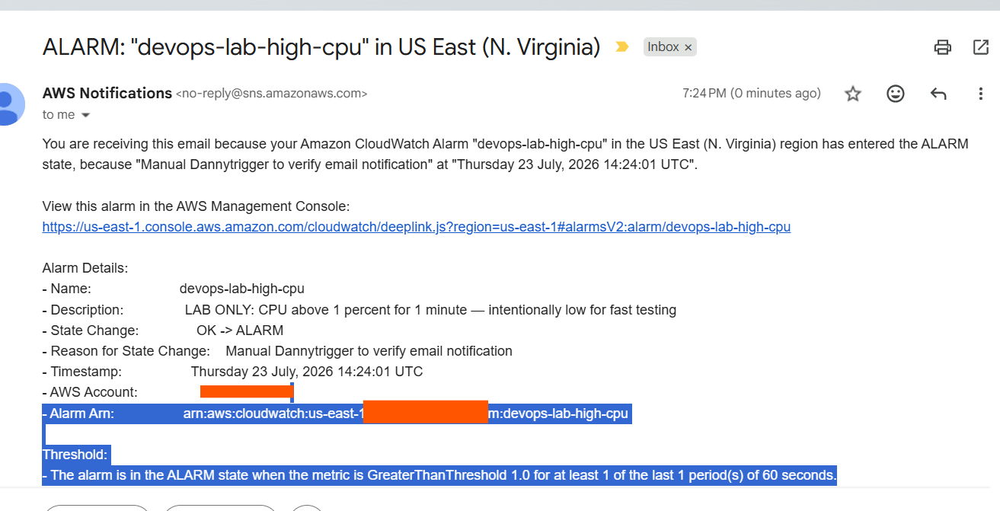 ALARM: "devops-lab-high-cpu" in US East (N. Virginia) Inbox ×
AWS Notifications <no-reply@sns.amazonaws.com> 7:24 PM (0 minutes ago)
to me
You are receiving this email because your Amazon CloudWatch Alarm "devops-lab-high-cpu" in the US East (N. Virginia) region has entered the ALARM
state, because "Manual Dannytrigger to verify email notification" at "Thursday 23 July, 2026 14:24:01 UTC".
View this alarm in the AWS Management Console:
https://us-east-1.console.aws.amazon.com/cloudwatch/deeplink.js?region=us-east-1#alarmsV2:alarm/devops-lab-high-cpu
Alarm Details:
- Name: devops-lab-high-cpu
- Description: LAB ONLY: CPU above 1 percent for 1 minute — intentionally low for fast testing
- State Change: OK -> ALARM
- Reason for State Change: Manual Dannytrigger to verify email notification
- Timestamp: Thursday 23 July, 2026 14:24:01 UTC
- AWS Account:
- Alarm Arn: arn:aws:cloudwatch:us-east-1 m:devops-lab-high-cpu
Threshold:
- The alarm is in the ALARM state when the metric is GreaterThanThreshold 1.0 for at least 1 of the last 1 period(s) of 60 seconds.